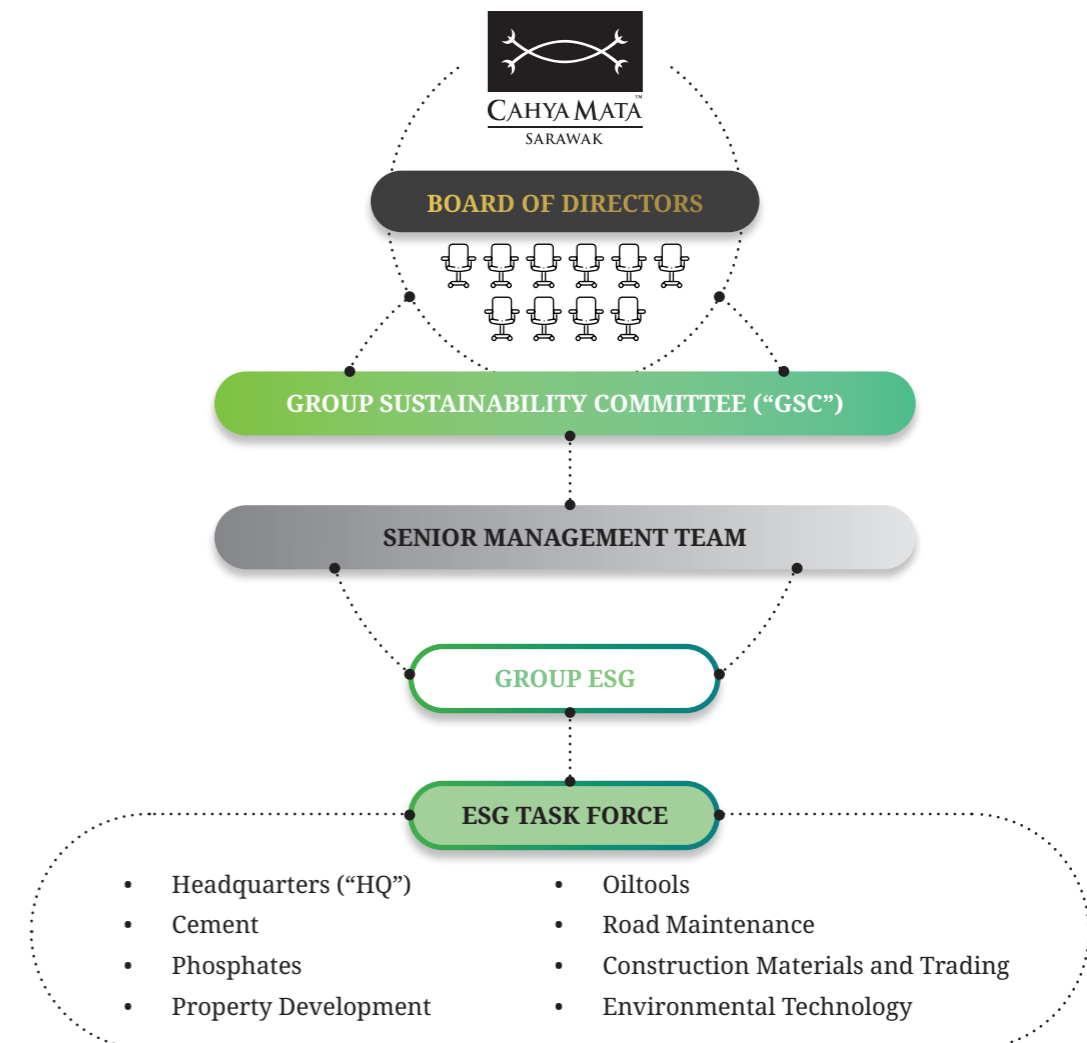 CAHYA MATA™
SARAWAK
BOARD OF DIRECTORS
GROUP SUSTAINABILITY COMMITTEE (“GSC”)
SENIOR MANAGEMENT TEAM
GROUP ESG
ESG TASK FORCE
• Headquarters (“HQ”)
• Cement
• Phosphates
• Property Development
• Oiltools
• Road Maintenance
• Construction Materials and Trading
• Environmental Technology